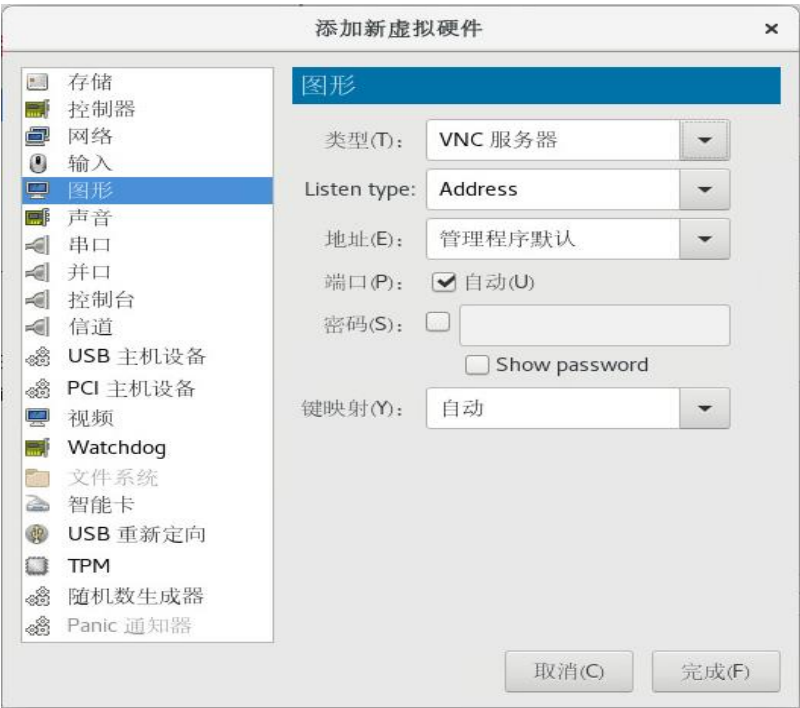 添加新虚拟硬件
存储
控制器
网络
输入
图形
声音
串口
并口
控制台
信道
USB 主机设备
PCI 主机设备
视频
Watchdog
文件系统
智能卡
USB 重新定向
TPM
随机数生成器
Panic 通知器
图形
类型(T): VNC 服务器
Listen type: Address
地址(E): 管理程序默认
端口(P): 自动(U)
密码(S):
Show password
键映射(Y): 自动
取消(C) 完成(F)